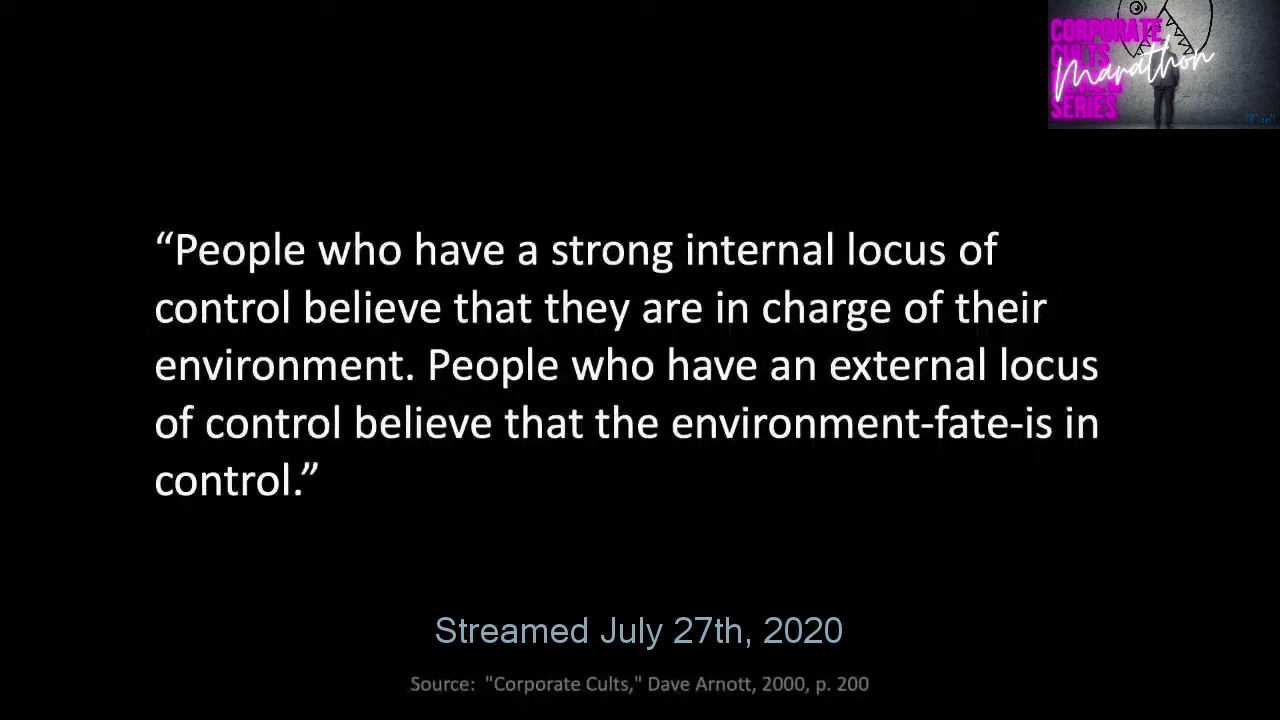 CORPORATE
CULTS
Marathon
SERIES
“People who have a strong internal locus of
control believe that they are in charge of their
environment. People who have an external locus
of control believe that the environment-fate-is in
control.”
Streamed July 27th, 2020
Source:  "Corporate Cults," Dave Arnott, 2000, p. 200